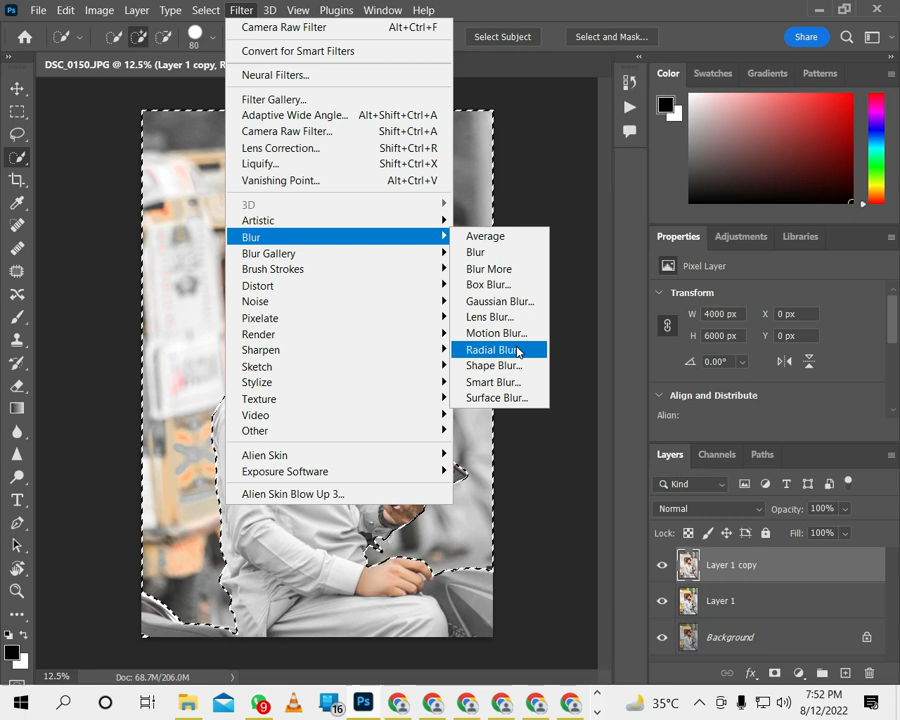 Ps File Edit Image Layer Type Select Filter 3D View Plugins Window Help
80 Select Subject Select and Mask... Share
DSC_0150.JPG @ 12.5% (Layer 1 copy, R
Camera Raw Filter Alt+Ctrl+F
Convert for Smart Filters
Neural Filters...
Filter Gallery...
Adaptive Wide Angle... Alt+Shift+Ctrl+A
Camera Raw Filter... Shift+Ctrl+A
Lens Correction... Shift+Ctrl+R
Liquify... Shift+Ctrl+X
Vanishing Point... Alt+Ctrl+V
3D
Artistic
Blur
Blur Gallery
Brush Strokes
Distort
Noise
Pixelate
Render
Sharpen
Sketch
Stylize
Texture
Video
Other
Alien Skin
Exposure Software
Alien Skin Blow Up 3...
Average
Blur
Blur More
Box Blur...
Gaussian Blur...
Lens Blur...
Motion Blur...
Radial Blur...
Shape Blur...
Smart Blur...
Surface Blur...
Color Swatches Gradients Patterns
Properties Adjustments Libraries
Pixel Layer
Transform
W 4000 px X 0 px
H 6000 px Y 0 px
0.00°
Align and Distribute
Align:
Layers Channels Paths
Kind
Normal Opacity: 100%
Lock: Fill: 100%
Layer 1 copy
Layer 1
Background
fx
12.5% Doc: 68.7M/206.0M
9 16 Ps 35°C 7:52 PM
8/12/2022